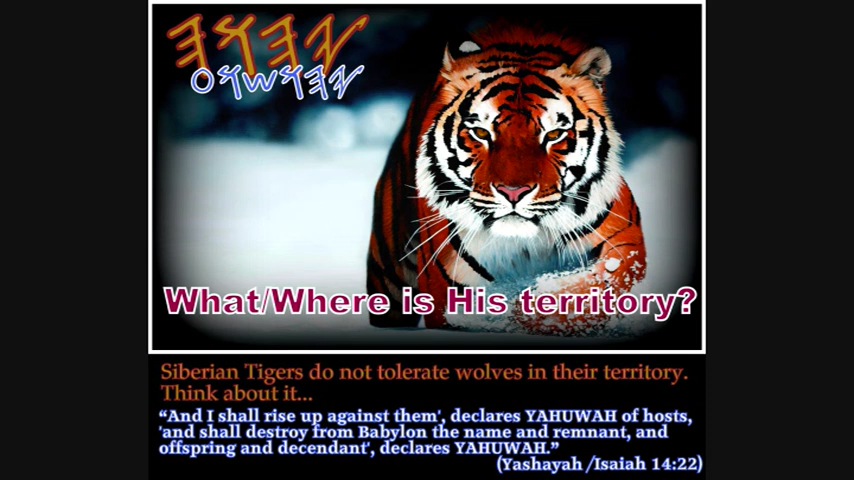 𐤉𐤄𐤅𐤄
𐤉𐤄𐤅𐤔𐤅𐤏
What/Where is His territory?
Siberian Tigers do not tolerate wolves in their territory.
Think about it...
“And I shall rise up against them', declares YAHUWAH of hosts,
'and shall destroy from Babylon the name and remnant, and
offspring and decendant', declares YAHUWAH.”
(Yashayah /Isaiah 14:22)